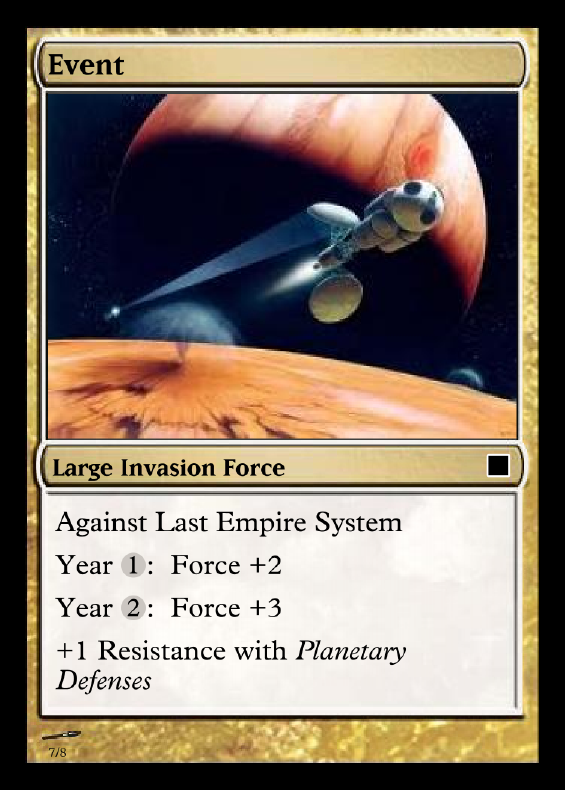 Event
Large Invasion Force
Against Last Empire System
Year 1: Force +2
Year 2: Force +3
+1 Resistance with Planetary
Defenses
7/8